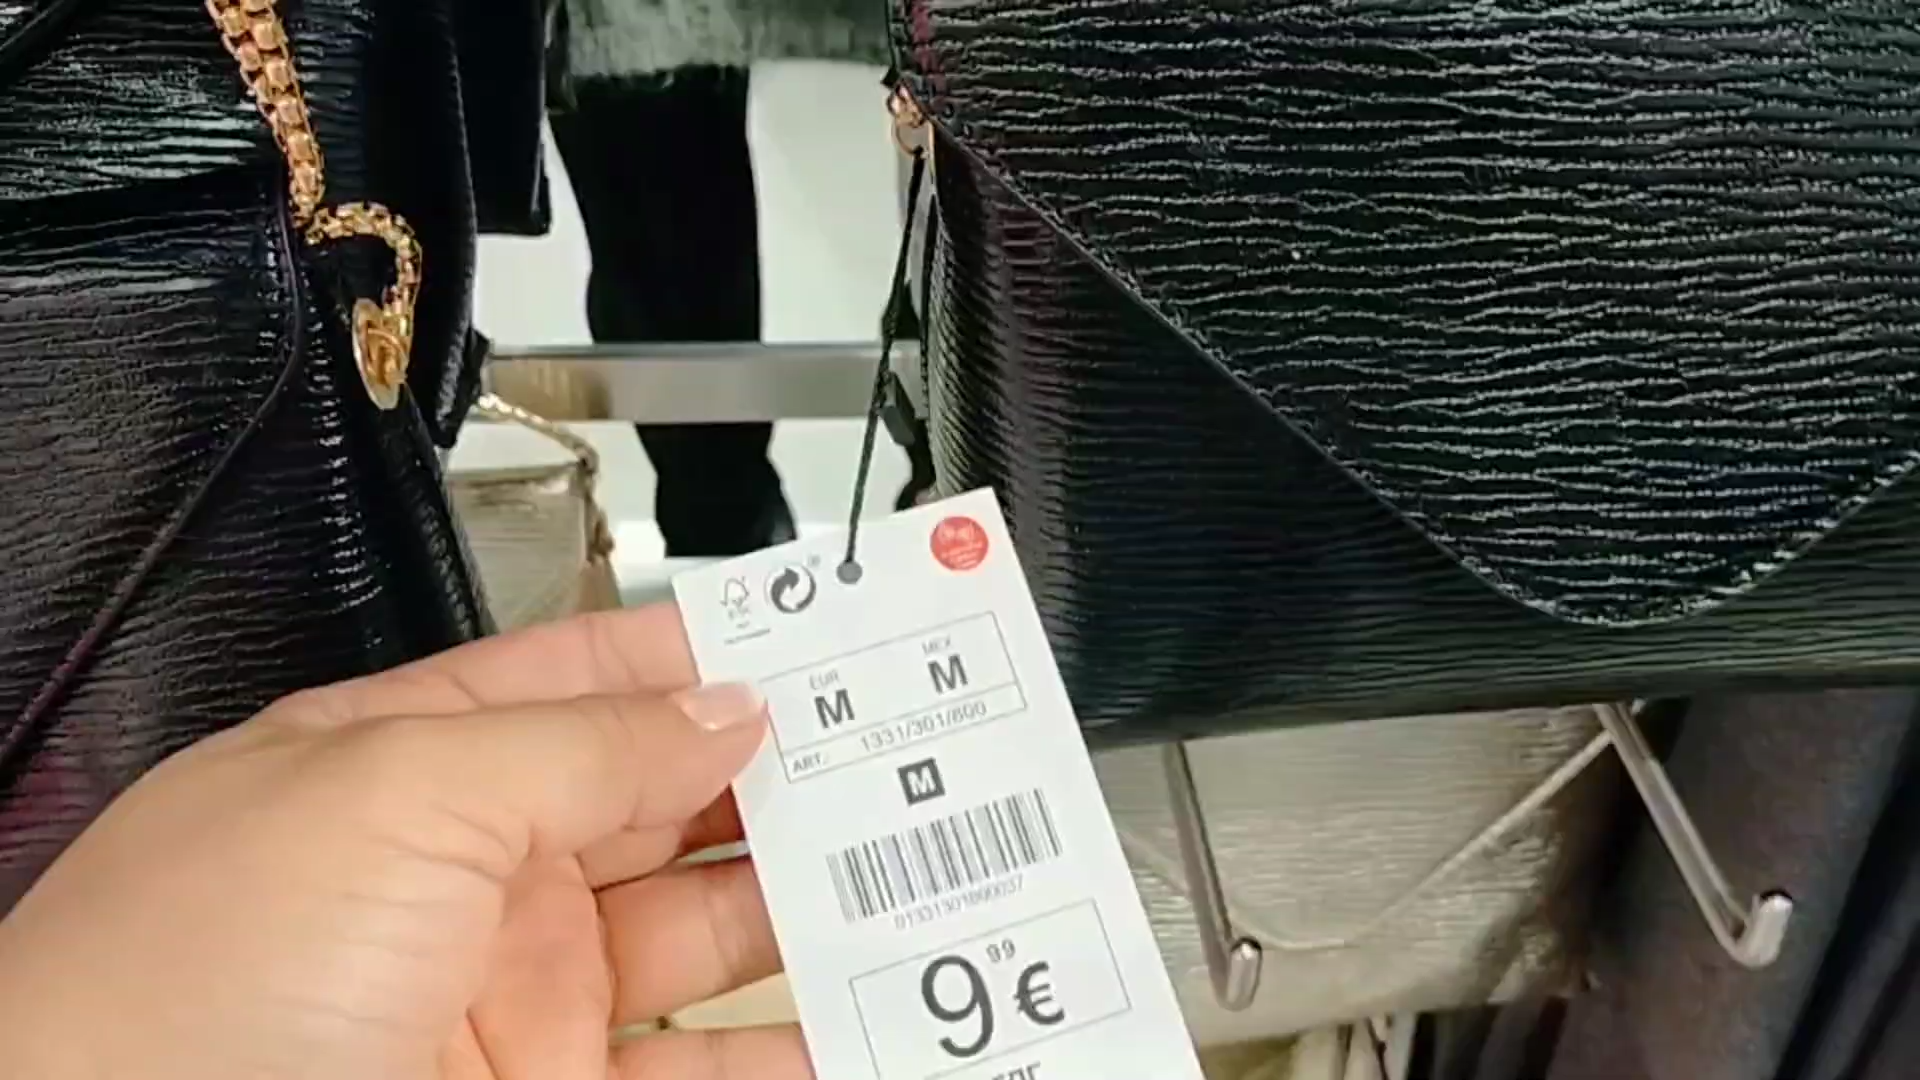 EUR MEX
M M
ART.: 1331/301/800
M
01331301800037
9 99 €